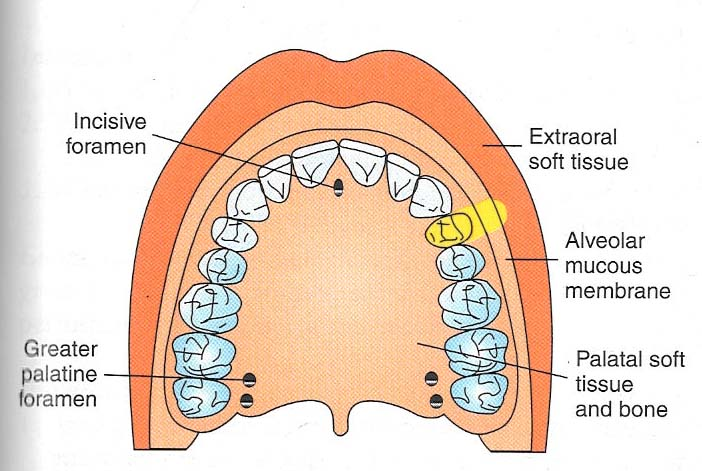 Incisive
foramen
Extraoral
soft tissue
Alveolar
mucous
membrane
Greater
palatine
foramen
Palatal soft
tissue
and bone